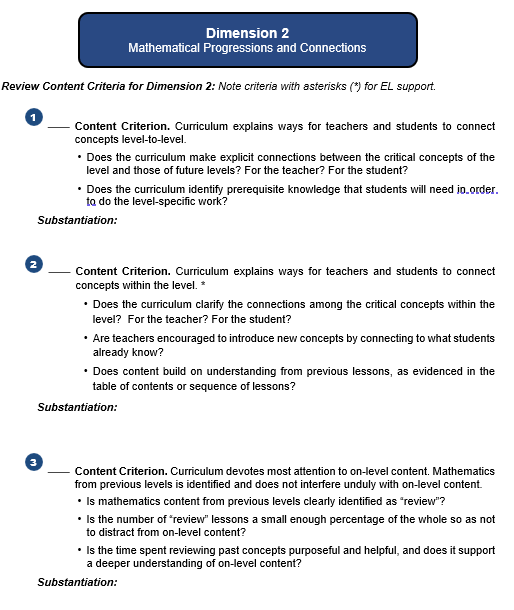 Dimension 2
Mathematical Progressions and Connections
Review Content Criteria for Dimension 2: Note criteria with asterisks (*) for EL support.
1
____ Content Criterion. Curriculum explains ways for teachers and students to connect
concepts level-to-level.
• Does the curriculum make explicit connections between the critical concepts of the
level and those of future levels? For the teacher? For the student?
• Does the curriculum identify prerequisite knowledge that students will need in order
to do the level-specific work?
Substantiation:
2
____ Content Criterion. Curriculum explains ways for teachers and students to connect
concepts within the level. *
• Does the curriculum clarify the connections among the critical concepts within the
level? For the teacher? For the student?
• Are teachers encouraged to introduce new concepts by connecting to what students
already know?
• Does content build on understanding from previous lessons, as evidenced in the
table of contents or sequence of lessons?
Substantiation:
3
____ Content Criterion. Curriculum devotes most attention to on-level content. Mathematics
from previous levels is identified and does not interfere unduly with on-level content.
• Is mathematics content from previous levels clearly identified as “review”?
• Is the number of “review” lessons a small enough percentage of the whole so as not
to distract from on-level content?
• Is the time spent reviewing past concepts purposeful and helpful, and does it support
a deeper understanding of on-level content?
Substantiation: